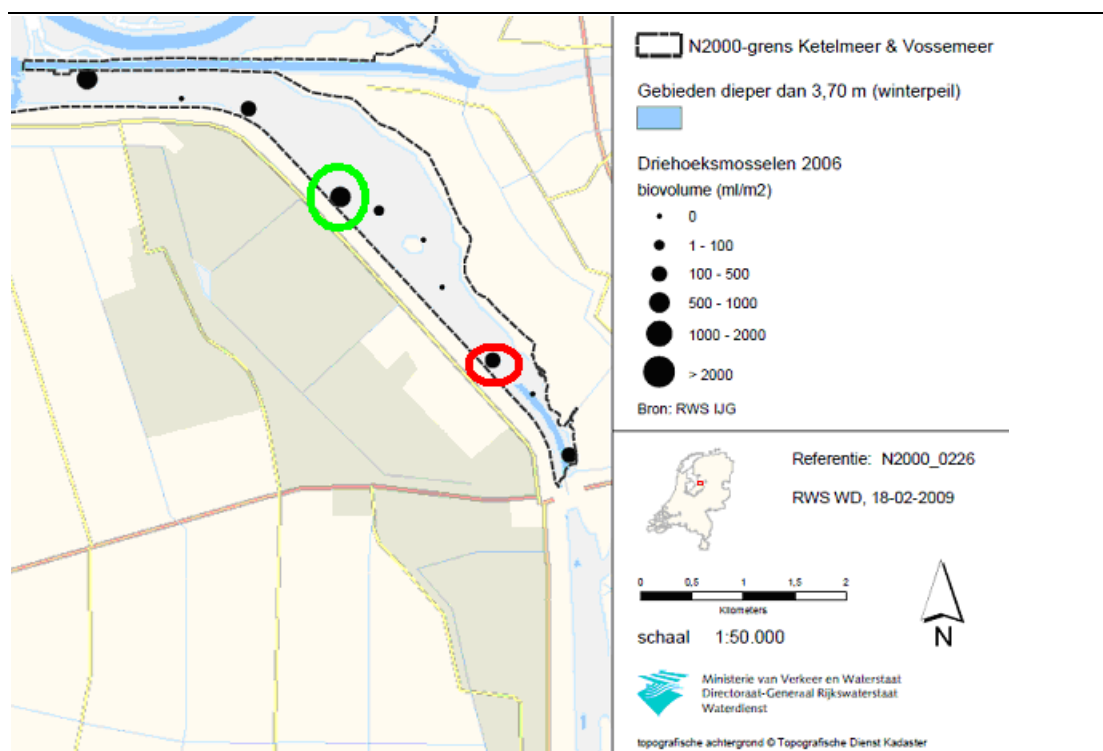 N2000-grens Ketelmeer & Vossemeer
Gebieden dieper dan 3,70 m (winterpeil)
Driehoeksmosselen 2006
biovolume (ml/m2)
0
1 - 100
100 - 500
500 - 1000
1000 - 2000
> 2000
Bron: RWS IJG
Referentie: N2000_0226
RWS WD, 18-02-2009
0 0,5 1 1,5 2
Kilometers
schaal 1:50.000
N
Ministerie van Verkeer en Waterstaat
Directoraat-Generaal Rijkswaterstaat
Waterdienst
topografische achtergrond © Topografische Dienst Kadaster